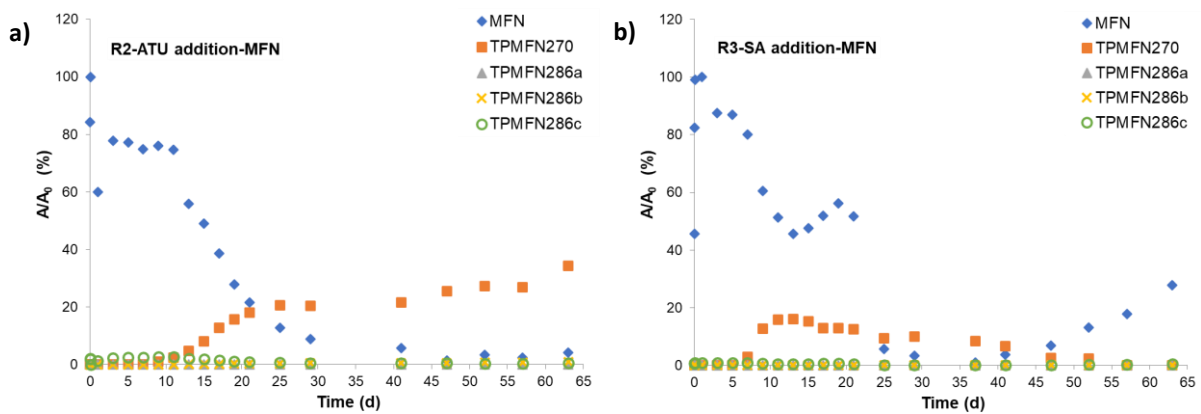 a)
R2-ATU addition-MFN
MFN
TPMFN270
TPMFN286a
TPMFN286b
TPMFN286c
120
100
80
60
40
20
0
A/A0 (%)
0 5 10 15 20 25 30 35 40 45 50 55 60 65
Time (d)
b)
R3-SA addition-MFN
MFN
TPMFN270
TPMFN286a
TPMFN286b
TPMFN286c
120
100
80
60
40
20
0
A/A0 (%)
0 5 10 15 20 25 30 35 40 45 50 55 60 65
Time (d)